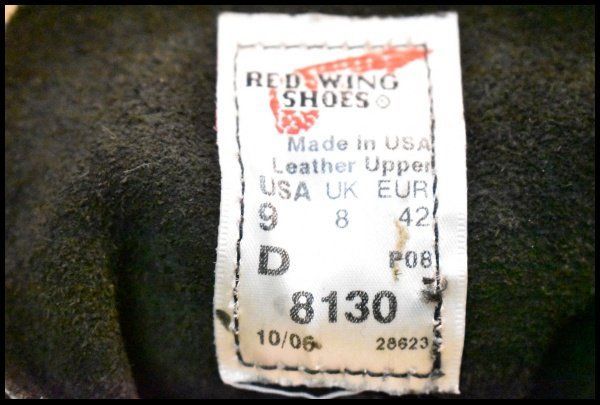 RED WING
SHOES
Made in USA
Leather Upper
USA UK EUR
9 8 42
D P08
8130
10/06 28623